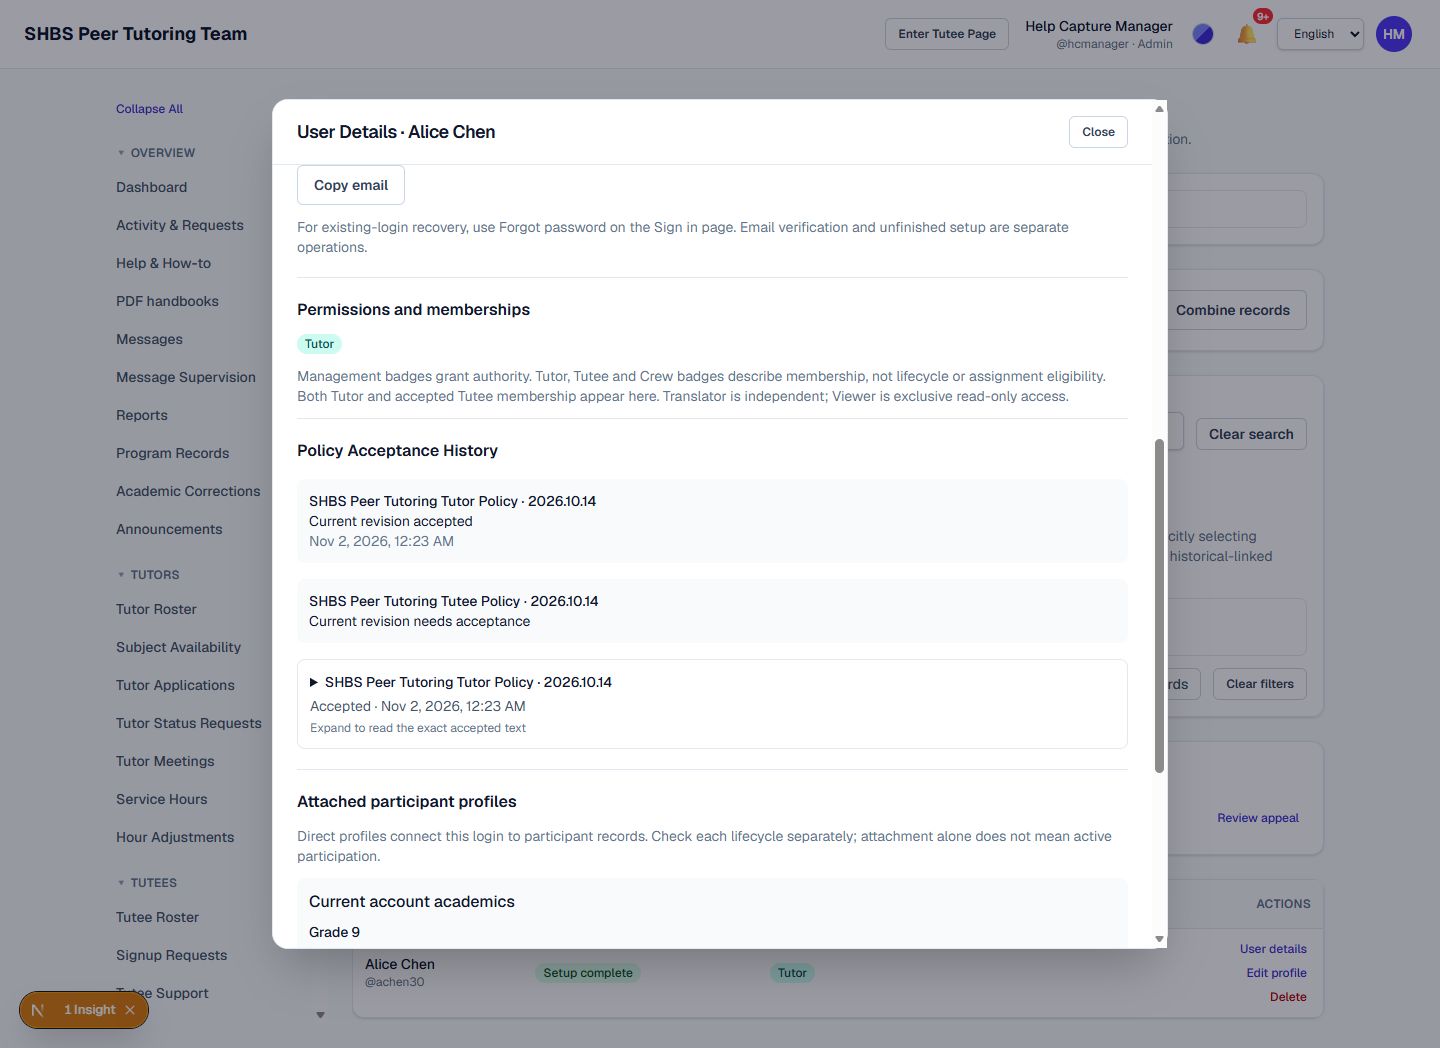 SHBS Peer Tutoring Team
Enter Tutee Page
Help Capture Manager
@hcmanager · Admin
9+
English
HM
Collapse All
OVERVIEW
Dashboard
Activity & Requests
Help & How-to
PDF handbooks
Messages
Message Supervision
Reports
Program Records
Academic Corrections
Announcements
TUTORS
Tutor Roster
Subject Availability
Tutor Applications
Tutor Status Requests
Tutor Meetings
Service Hours
Hour Adjustments
TUTEES
Tutee Roster
Signup Requests
Tutee Support
1 Insight
User Details · Alice Chen
Close
Copy email
For existing-login recovery, use Forgot password on the Sign in page. Email verification and unfinished setup are separate
operations.
Permissions and memberships
Tutor
Management badges grant authority. Tutor, Tutee and Crew badges describe membership, not lifecycle or assignment eligibility.
Both Tutor and accepted Tutee membership appear here. Translator is independent; Viewer is exclusive read-only access.
Policy Acceptance History
SHBS Peer Tutoring Tutor Policy · 2026.10.14
Current revision accepted
Nov 2, 2026, 12:23 AM
SHBS Peer Tutoring Tutee Policy · 2026.10.14
Current revision needs acceptance
SHBS Peer Tutoring Tutor Policy · 2026.10.14
Accepted · Nov 2, 2026, 12:23 AM
Expand to read the exact accepted text
Attached participant profiles
Direct profiles connect this login to participant records. Check each lifecycle separately; attachment alone does not mean active
participation.
Current account academics
Grade 9
tion.
Combine records
Clear search
citly selecting
historical-linked
rds
Clear filters
Review appeal
ACTIONS
Alice Chen
@achen30
Setup complete
Tutor
User details
Edit profile
Delete